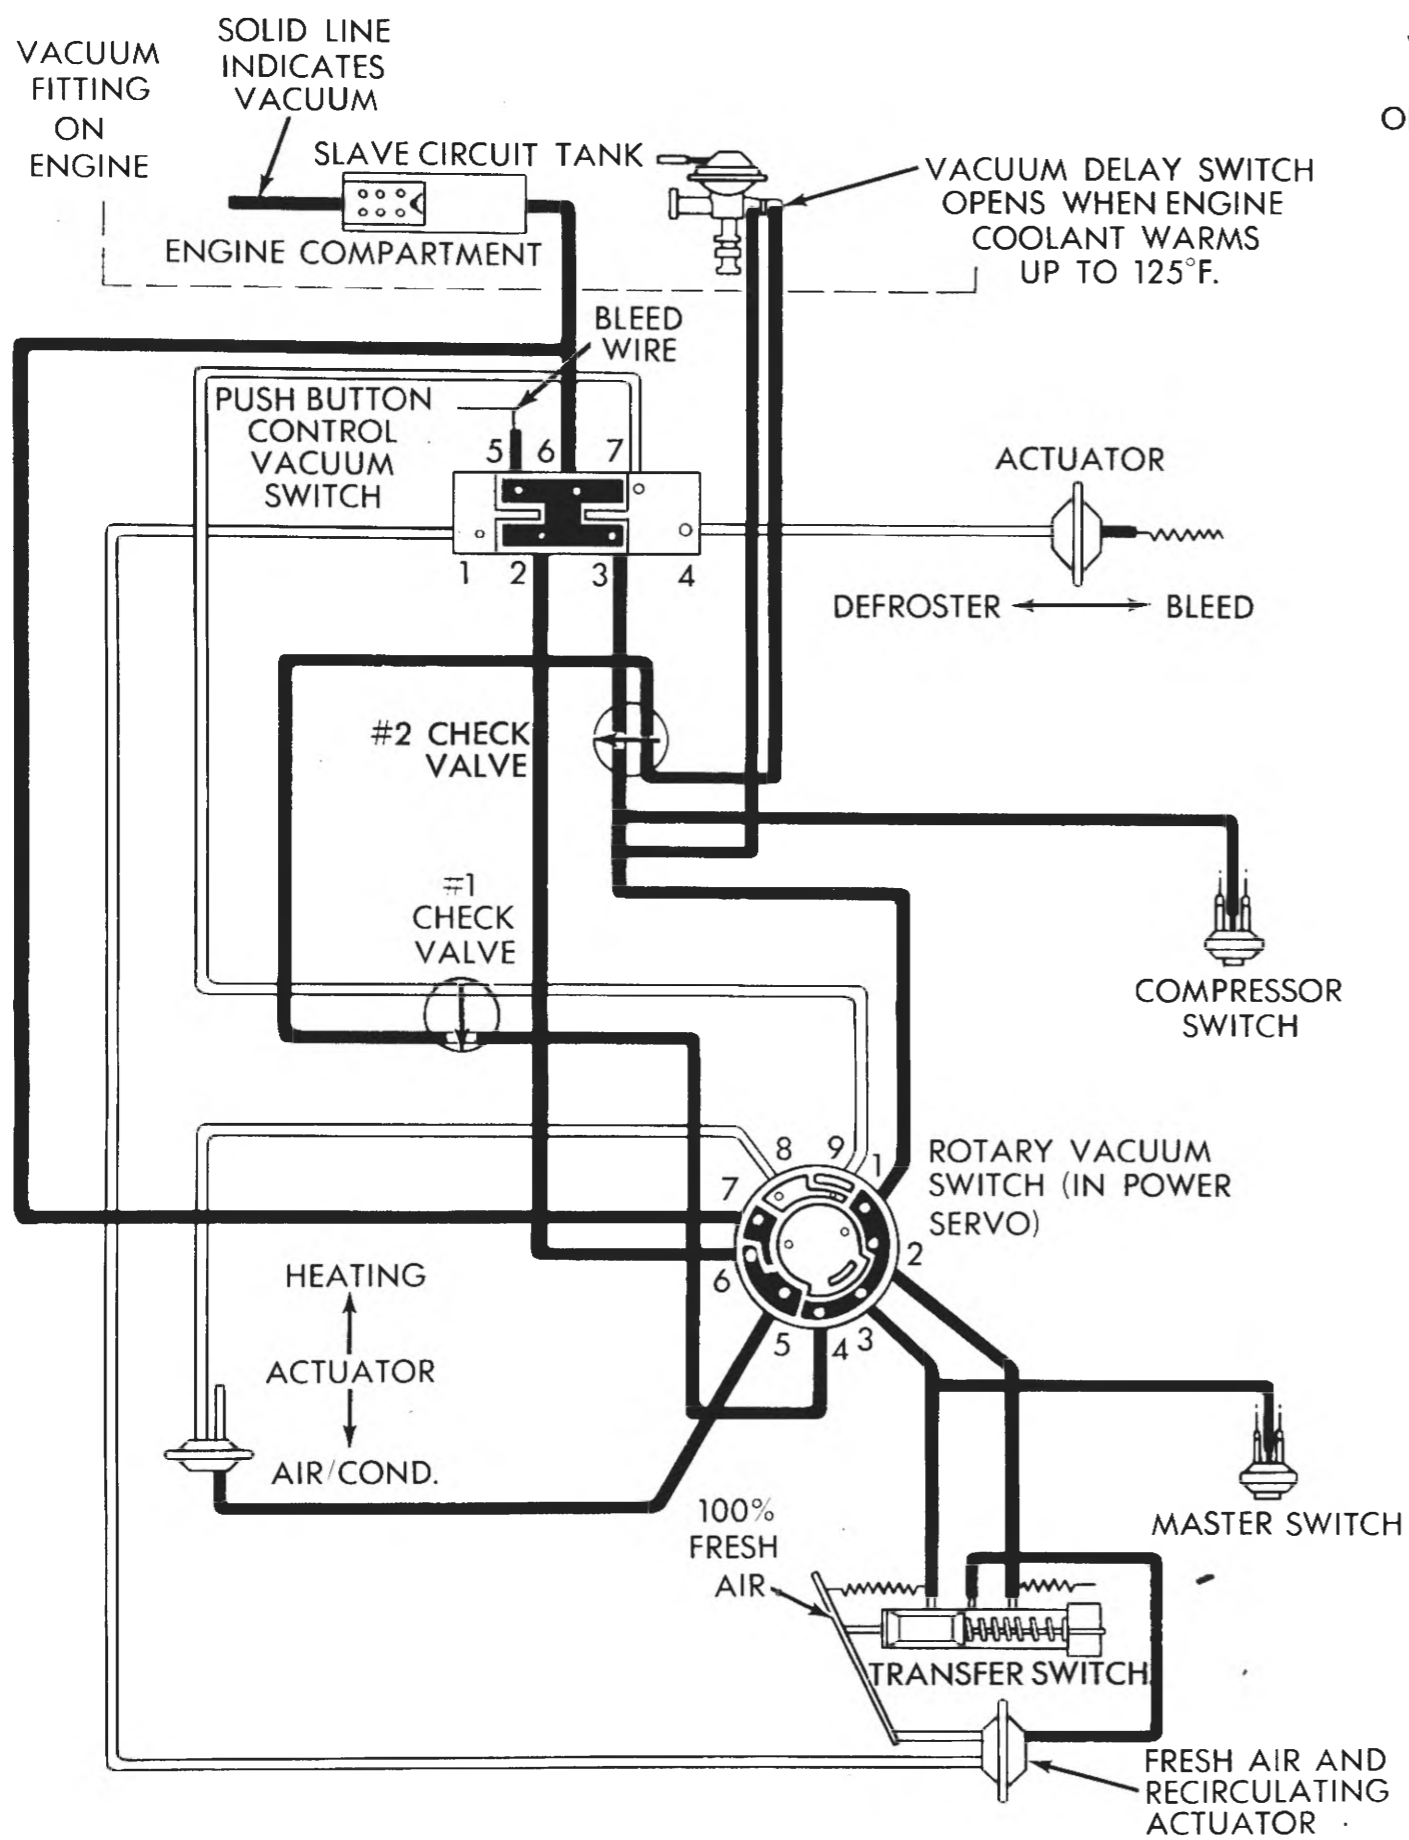 VACUUM
FITTING
ON
ENGINE
SOLID LINE
INDICATES
VACUUM
SLAVE CIRCUIT TANK
ENGINE COMPARTMENT
O
VACUUM DELAY SWITCH
OPENS WHEN ENGINE
COOLANT WARMS
UP TO 125°F.
BLEED
WIRE
PUSH BUTTON
CONTROL
VACUUM
SWITCH
5 6 7
1 2 3 4
ACTUATOR
DEFROSTER BLEED
#2 CHECK
VALVE
#1
CHECK
VALVE
COMPRESSOR
SWITCH
8 9 1
7 2
6 5 4 3
ROTARY VACUUM
SWITCH (IN POWER
SERVO)
HEATING
ACTUATOR
AIR/COND.
MASTER SWITCH
100%
FRESH
AIR
TRANSFER SWITCH
FRESH AIR AND
RECIRCULATING
ACTUATOR